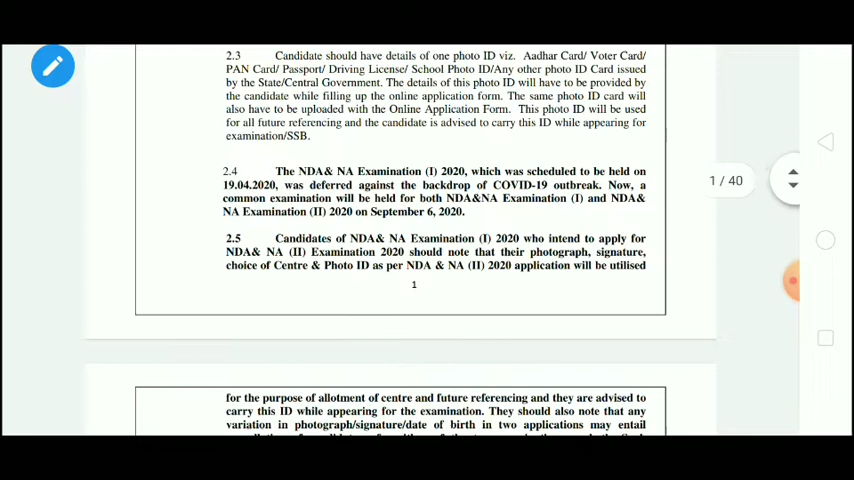 2.3 Candidate should have details of one photo ID viz. Aadhar Card/ Voter Card/
PAN Card/ Passport/ Driving License/ School Photo ID/Any other photo ID Card issued
by the State/Central Government. The details of this photo ID will have to be provided by
the candidate while filling up the online application form. The same photo ID card will
also have to be uploaded with the Online Application Form. This photo ID will be used
for all future referencing and the candidate is advised to carry this ID while appearing for
examination/SSB.
2.4 The NDA& NA Examination (I) 2020, which was scheduled to be held on
19.04.2020, was deferred against the backdrop of COVID-19 outbreak. Now, a
common examination will be held for both NDA&NA Examination (I) and NDA&
NA Examination (II) 2020 on September 6, 2020.
1 / 40
2.5 Candidates of NDA& NA Examination (I) 2020 who intend to apply for
NDA& NA (II) Examination 2020 should note that their photograph, signature,
choice of Centre & Photo ID as per NDA & NA (II) 2020 application will be utilised
1
for the purpose of allotment of centre and future referencing and they are advised to
carry this ID while appearing for the examination. They should also note that any
variation in photograph/signature/date of birth in two applications may entail